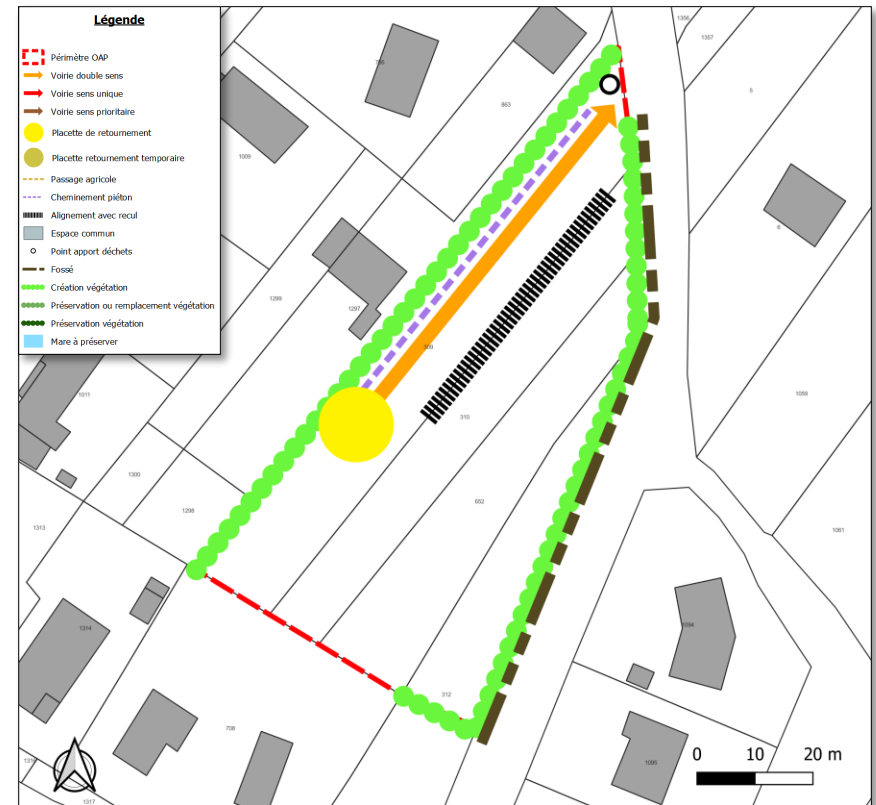 Légende
Périmètre OAP
Voirie double sens
Voirie sens unique
Voirie sens prioritaire
Placette de retournement
Placette retournement temporaire
Passage agricole
Cheminement piéton
Alignement avec recul
Espace commun
Point apport déchets
Fossé
Création végétation
Préservation ou remplacement végétation
Préservation végétation
Mare à préserver
1356
1357
5
863
1009
6
1299
1297
309
310
1311
1059
652
1300
1298
1313
1061
1314
1094
312
708
1095
1317
0 10 20 m